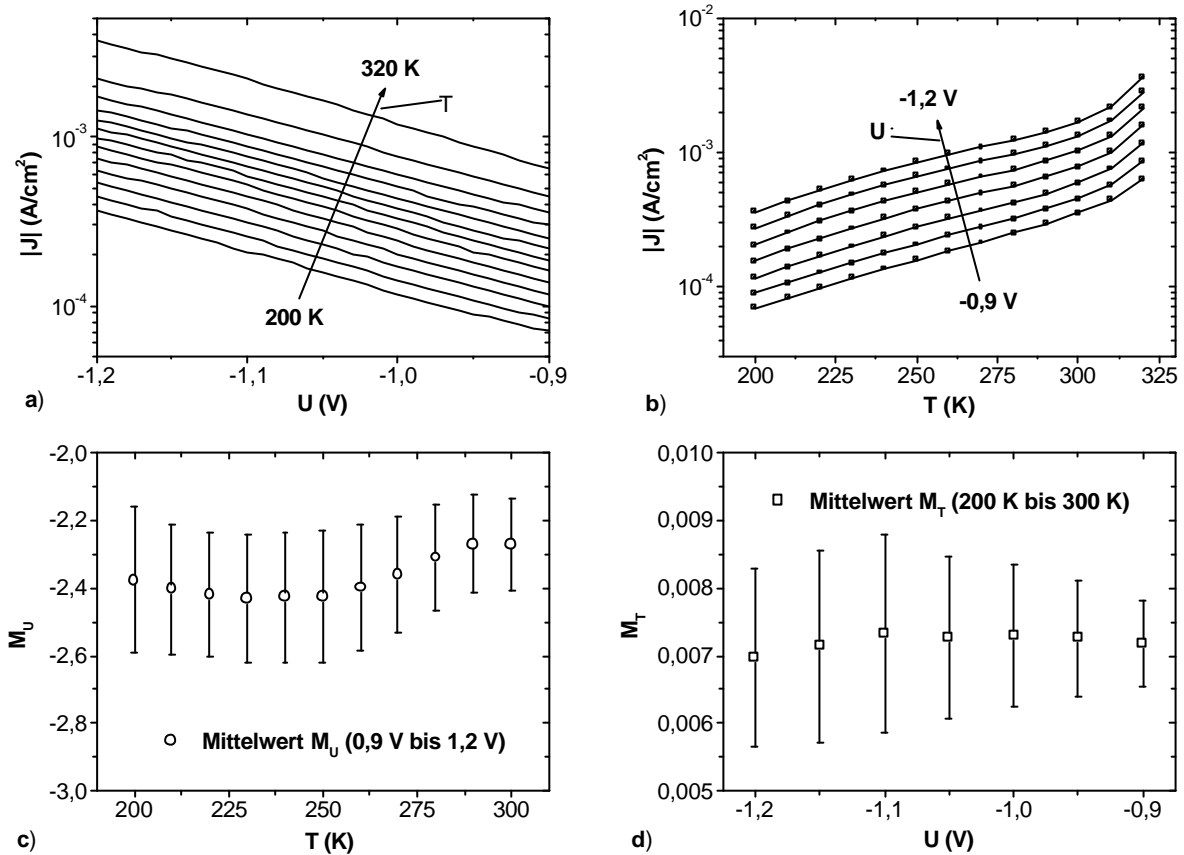 10⁻³
10⁻⁴
|J| (A/cm²)
320 K
T
200 K
-1,2
-1,1
-1,0
-0,9
U (V)
a)
10⁻²
10⁻³
10⁻⁴
|J| (A/cm²)
-1,2 V
U
-0,9 V
200
225
250
275
300
325
T (K)
b)
-2,0
-2,2
-2,4
-2,6
-2,8
-3,0
M_U
Mittelwert M_U (0,9 V bis 1,2 V)
200
225
250
275
300
T (K)
c)
0,010
0,009
0,008
0,007
0,006
0,005
M_T
Mittelwert M_T (200 K bis 300 K)
-1,2
-1,1
-1,0
-0,9
U (V)
d)